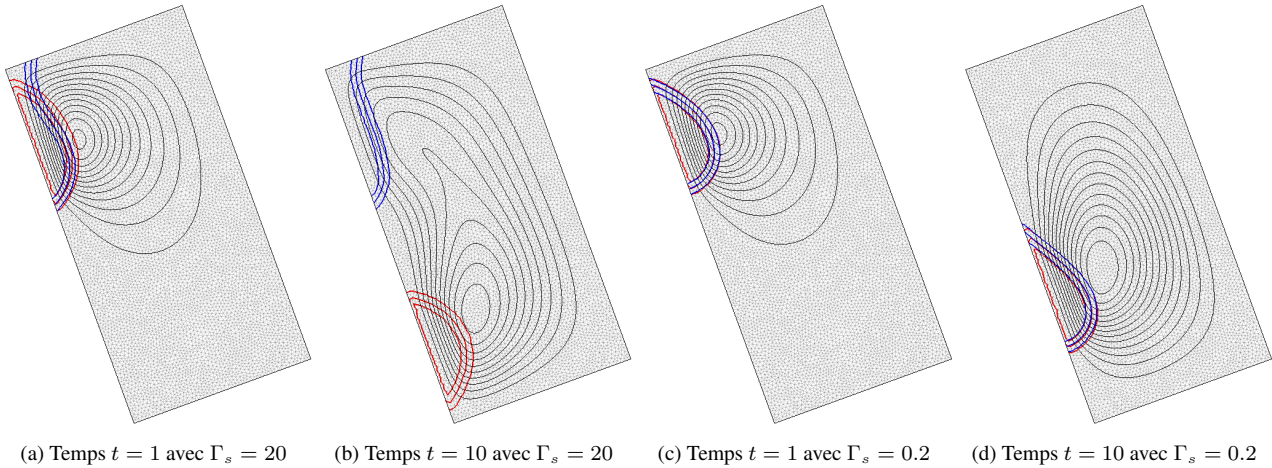 (a) Temps t = 1 avec Γ_s = 20
(b) Temps t = 10 avec Γ_s = 20
(c) Temps t = 1 avec Γ_s = 0.2
(d) Temps t = 10 avec Γ_s = 0.2